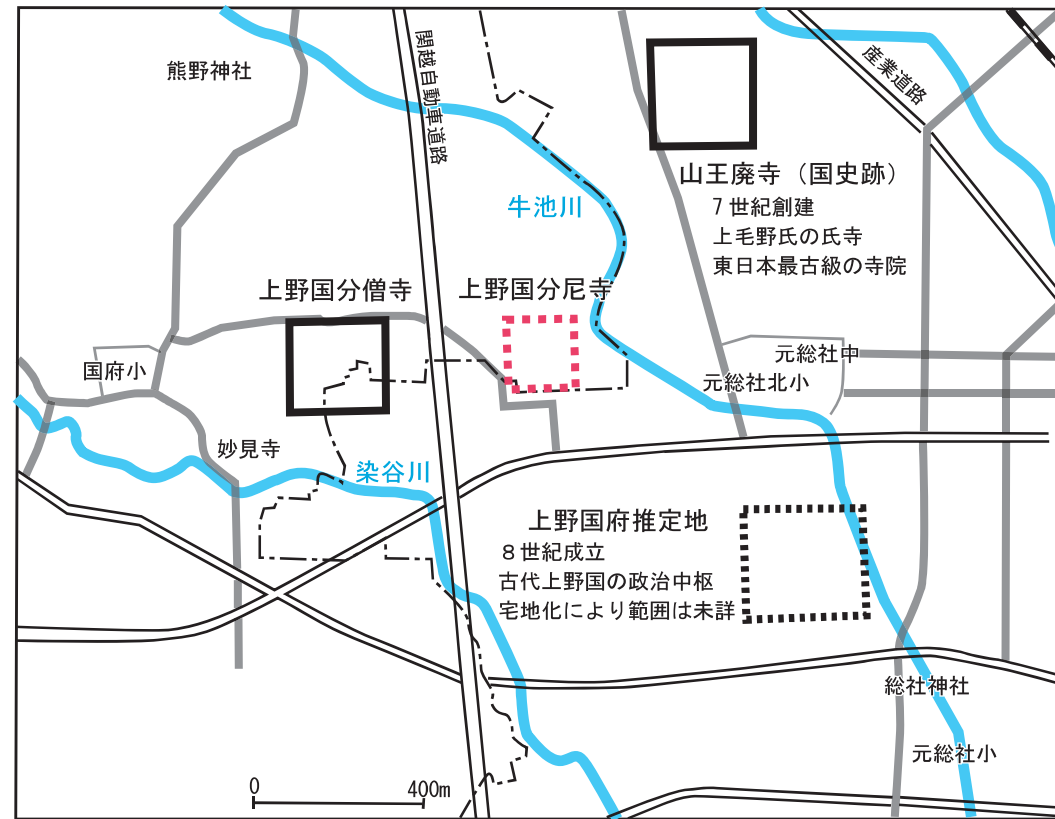 熊野神社
関越自動車道路
産業道路
山王廃寺（国史跡）
7世紀創建
上毛野氏の氏寺
東日本最古級の寺院
牛池川
上野国分僧寺
上野国分尼寺
国府小
元総社中
元総社北小
妙見寺
染谷川
上野国府推定地
8世紀成立
古代上野国の政治中枢
宅地化により範囲は未詳
総社神社
元総社小
0
400m